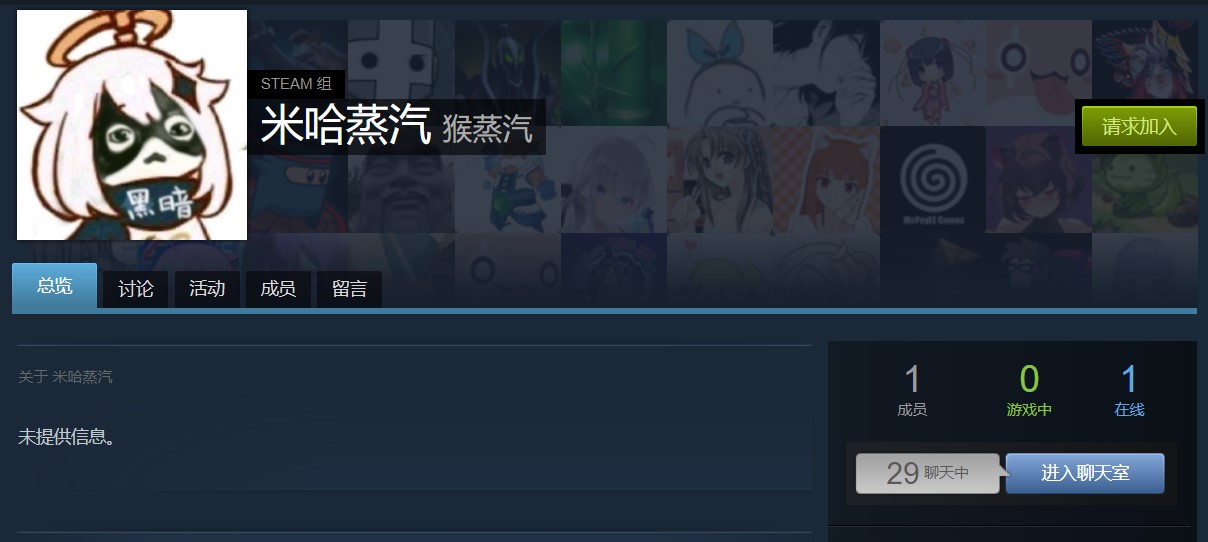 黑暗
STEAM 组
米哈蒸汽 猴蒸汽
请求加入
McPayLE Games
总览
讨论
活动
成员
留言
关于 米哈蒸汽
未提供信息。
1
0
1
成员
游戏中
在线
29 聊天中
进入聊天室